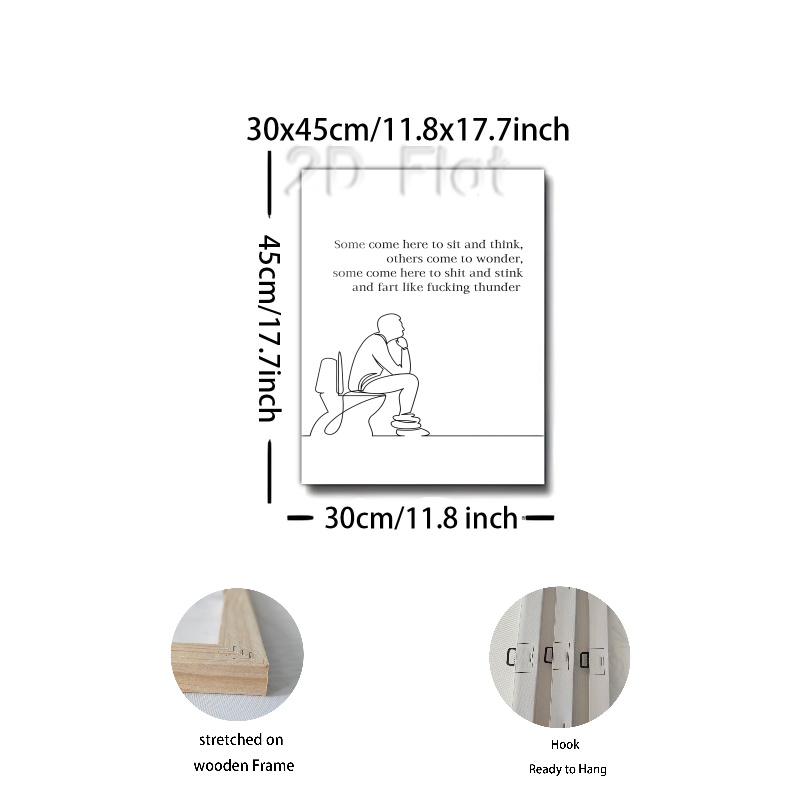 30x45cm/11.8x17.7inch
2D Flat
45cm/17.7inch
Some come here to sit and think,
others come to wonder,
some come here to shit and stink
and fart like fucking thunder
30cm/11.8 inch
stretched on
wooden Frame
Hook
Ready to Hang